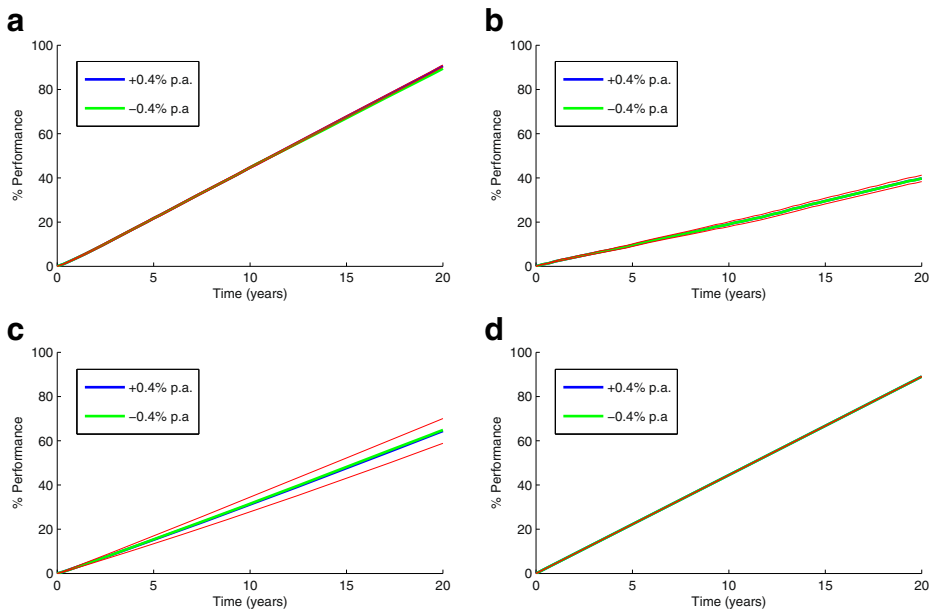 a
100
80
60
40
20
0
% Performance
+0.4% p.a.
−0.4% p.a
0 5 10 15 20
Time (years)
b
100
80
60
40
20
0
% Performance
+0.4% p.a.
−0.4% p.a
0 5 10 15 20
Time (years)
c
100
80
60
40
20
0
% Performance
+0.4% p.a.
−0.4% p.a
0 5 10 15 20
Time (years)
d
100
80
60
40
20
0
% Performance
+0.4% p.a.
−0.4% p.a
0 5 10 15 20
Time (years)